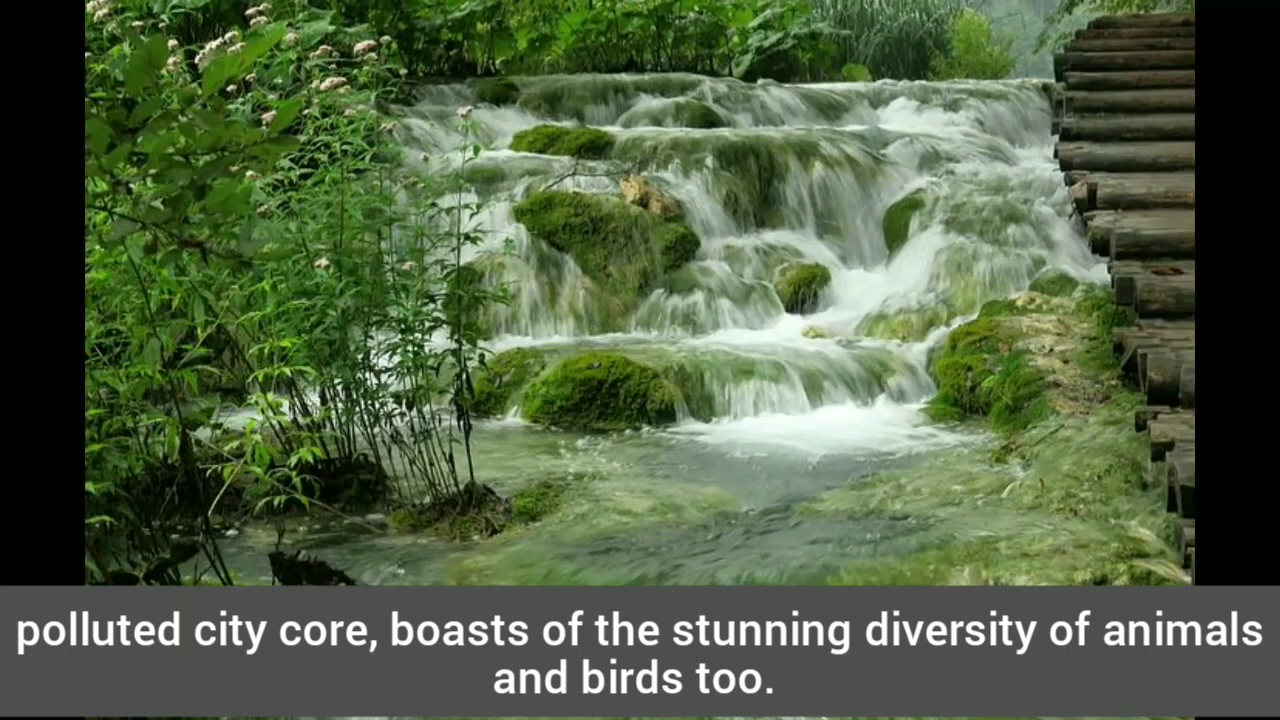 polluted city core, boasts of the stunning diversity of animals
and birds too.